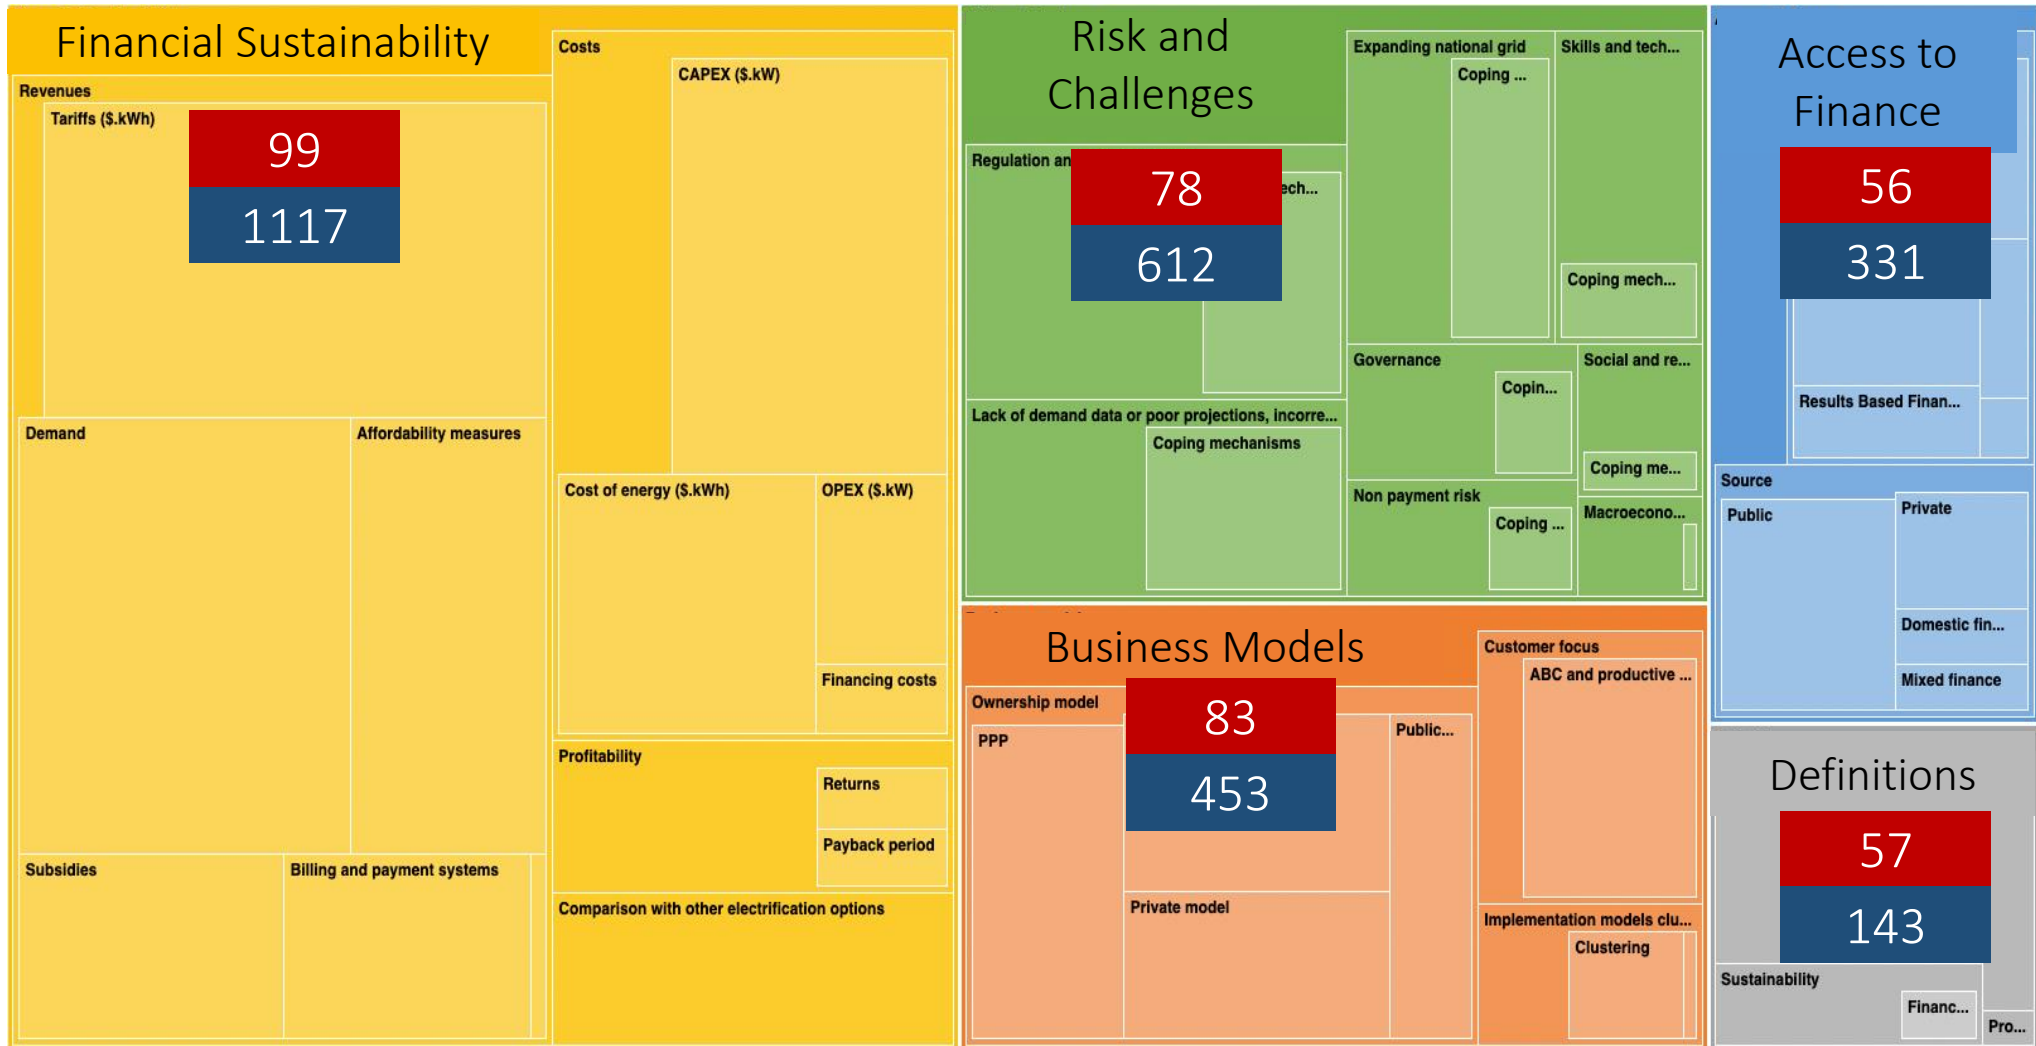 Financial Sustainability
Revenues
Tariffs ($.kWh)
99
1117
Demand
Affordability measures
Subsidies
Billing and payment systems
Costs
CAPEX ($.kW)
Cost of energy ($.kWh)
OPEX ($.kW)
Financing costs
Profitability
Returns
Payback period
Comparison with other electrification options
Risk and
Challenges
Regulation an
ech...
78
612
Lack of demand data or poor projections, incorre...
Coping mechanisms
Expanding national grid
Coping ...
Skills and tech...
Coping mech...
Governance
Copin...
Social and re...
Coping me...
Non payment risk
Coping ...
Macroecono...
Business Models
Ownership model
PPP
83
453
Public...
Private model
Customer focus
ABC and productive ...
Implementation models clu...
Clustering
Access to
Finance
56
331
Results Based Finan...
Source
Public
Private
Domestic fin...
Mixed finance
Definitions
57
143
Sustainability
Financ...
Pro...